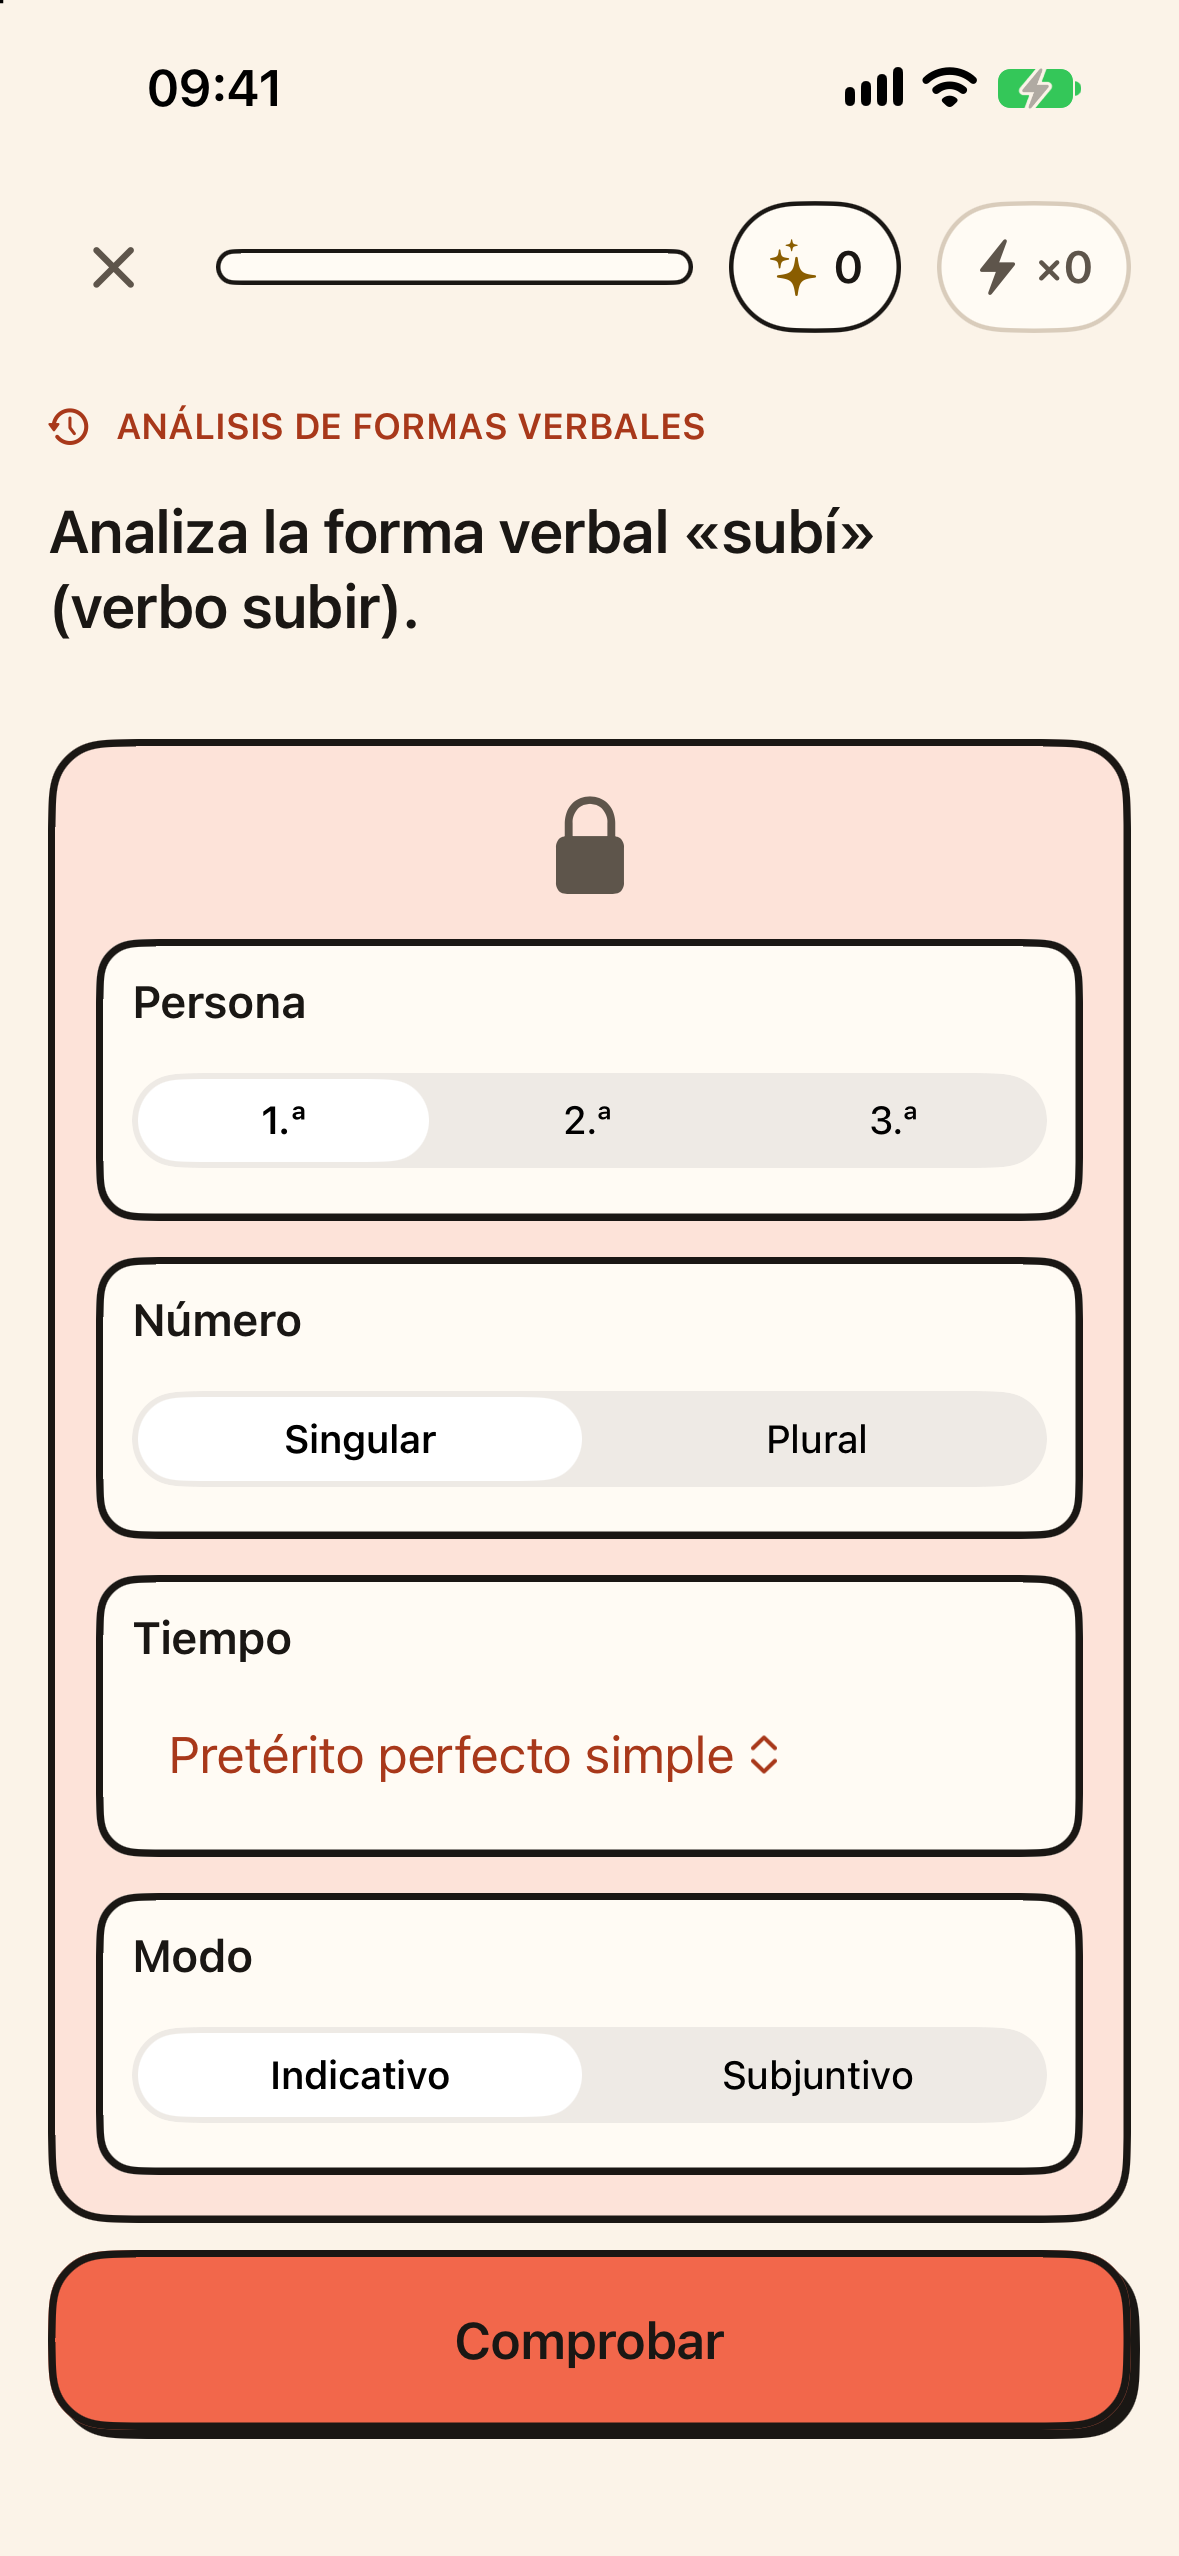 09:41
0
×0
ANÁLISIS DE FORMAS VERBALES
Analiza la forma verbal «subí»
(verbo subir).
Persona
1.ª 2.ª 3.ª
Número
Singular Plural
Tiempo
Pretérito perfecto simple
Modo
Indicativo Subjuntivo
Comprobar